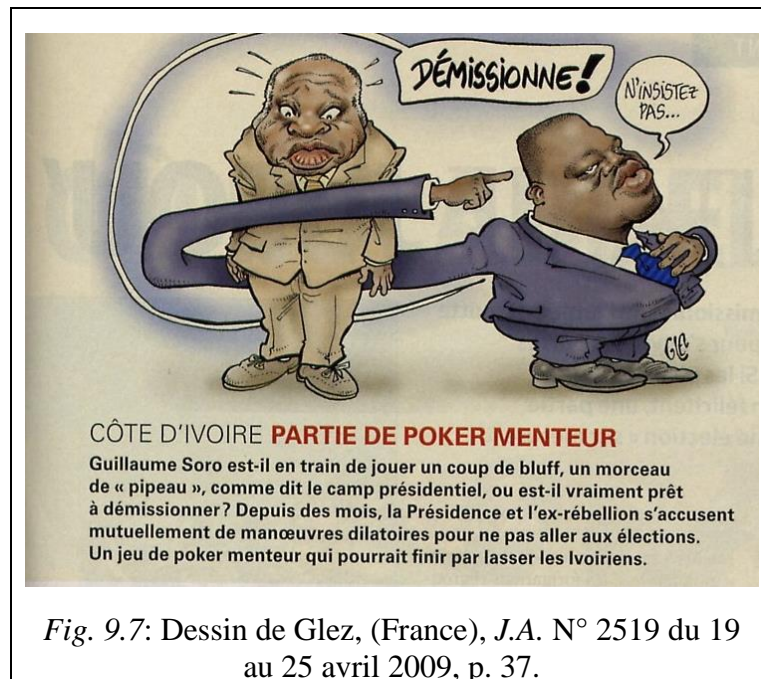 DÉMISSIONNE!
N'INSISTEZ
PAS...
GLEZ
CÔTE D'IVOIRE PARTIE DE POKER MENTEUR
Guillaume Soro est-il en train de jouer un coup de bluff, un morceau
de « pipeau », comme dit le camp présidentiel, ou est-il vraiment prêt
à démissionner? Depuis des mois, la Présidence et l'ex-rébellion s'accusent
mutuellement de manœuvres dilatoires pour ne pas aller aux élections.
Un jeu de poker menteur qui pourrait finir par lasser les Ivoiriens.
Fig. 9.7: Dessin de Glez, (France), J.A. N° 2519 du 19
au 25 avril 2009, p. 37.